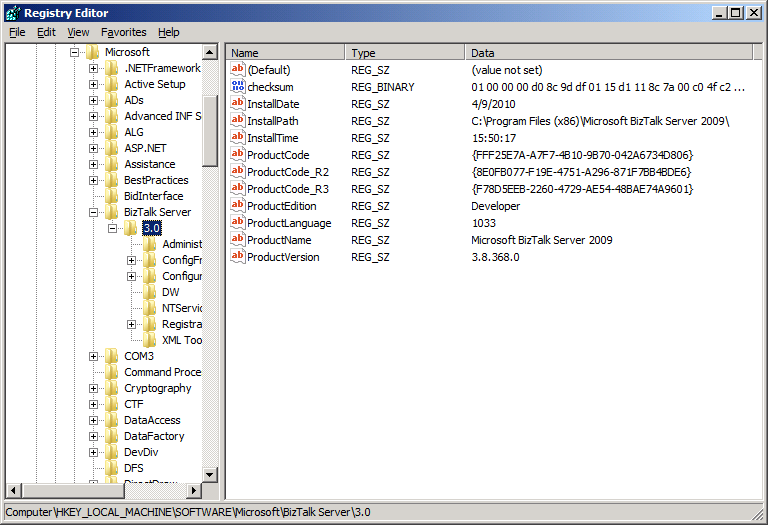 Registry Editor
File Edit View Favorites Help
Microsoft
.NETFramework
Active Setup
ADs
Advanced INF S
ALG
ASP.NET
Assistance
BestPractices
BidInterface
BizTalk Server
3.0
Administ
ConfigFr
Configur
DW
NTServic
Registra
XML Too
COM3
Command Proce
Cryptography
CTF
DataAccess
DataFactory
DevDiv
DFS
DirectDraw
Name Type Data
(Default) REG_SZ (value not set)
checksum REG_BINARY 01 00 00 00 d0 8c 9d df 01 15 d1 11 8c 7a 00 c0 4f c2 ...
InstallDate REG_SZ 4/9/2010
InstallPath REG_SZ C:\Program Files (x86)\Microsoft BizTalk Server 2009\
InstallTime REG_SZ 15:50:17
ProductCode REG_SZ {FFF25E7A-A7F7-4B10-9B70-042A6734D806}
ProductCode_R2 REG_SZ {8E0FB077-F19E-4751-A296-871F7BB4BDE6}
ProductCode_R3 REG_SZ {F78D5EEB-2260-4729-AE54-48BAE74A9601}
ProductEdition REG_SZ Developer
ProductLanguage REG_SZ 1033
ProductName REG_SZ Microsoft BizTalk Server 2009
ProductVersion REG_SZ 3.8.368.0
Computer\HKEY_LOCAL_MACHINE\SOFTWARE\Microsoft\BizTalk Server\3.0